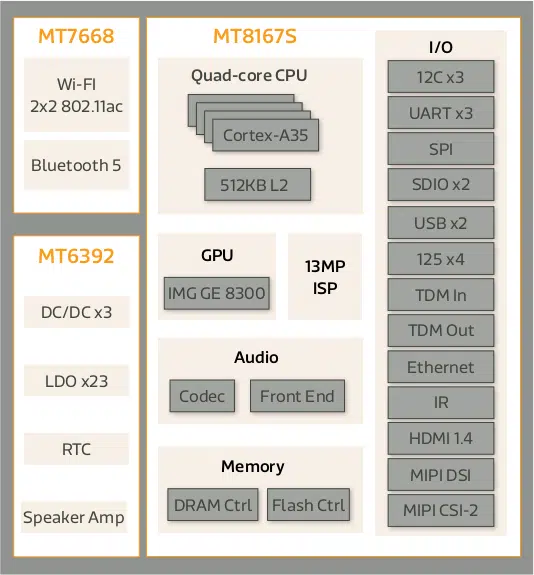 MT7668
Wi-FI
2x2 802.11ac
Bluetooth 5
MT6392
DC/DC x3
LDO x23
RTC
Speaker Amp
MT8167S
Quad-core CPU
Cortex-A35
512KB L2
GPU
IMG GE 8300
13MP
ISP
Audio
Codec
Front End
Memory
DRAM Ctrl
Flash Ctrl
I/O
12C x3
UART x3
SPI
SDIO x2
USB x2
125 x4
TDM In
TDM Out
Ethernet
IR
HDMI 1.4
MIPI DSI
MIPI CSI-2